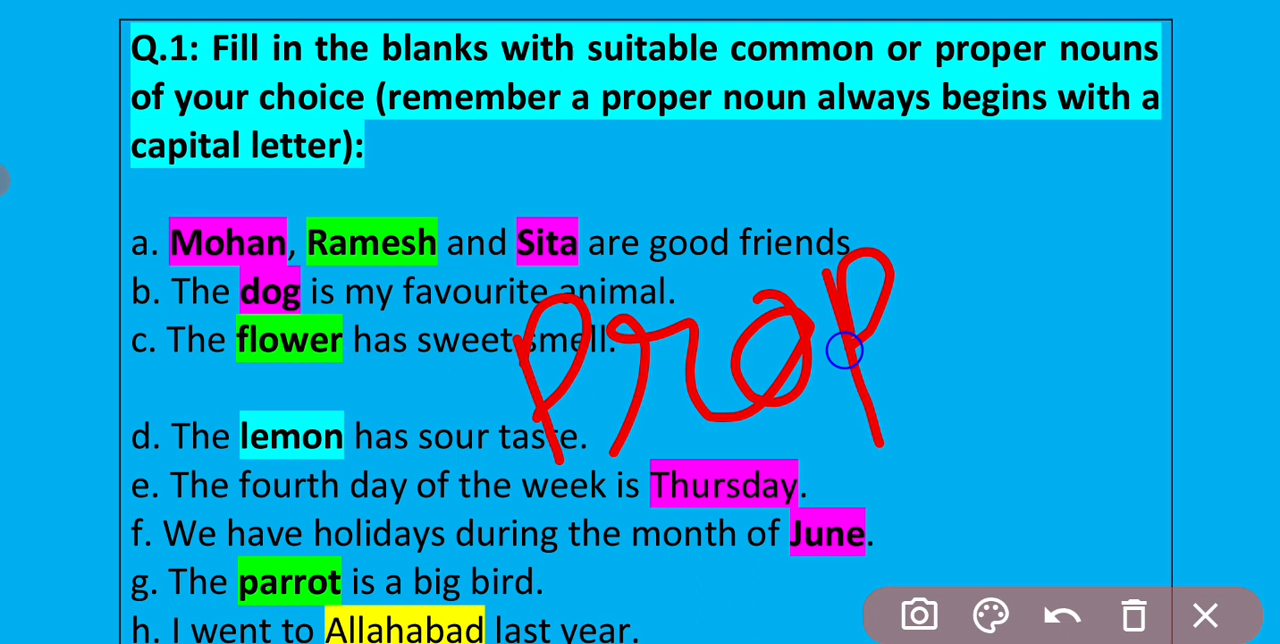 Q.1: Fill in the blanks with suitable common or proper nouns
of your choice (remember a proper noun always begins with a
capital letter):
a. Mohan, Ramesh and Sita are good friends
b. The dog is my favourite animal.
c. The flower has sweet smell.
prop
d. The lemon has sour taste.
e. The fourth day of the week is Thursday.
f. We have holidays during the month of June.
g. The parrot is a big bird.
h. I went to Allahabad last year.